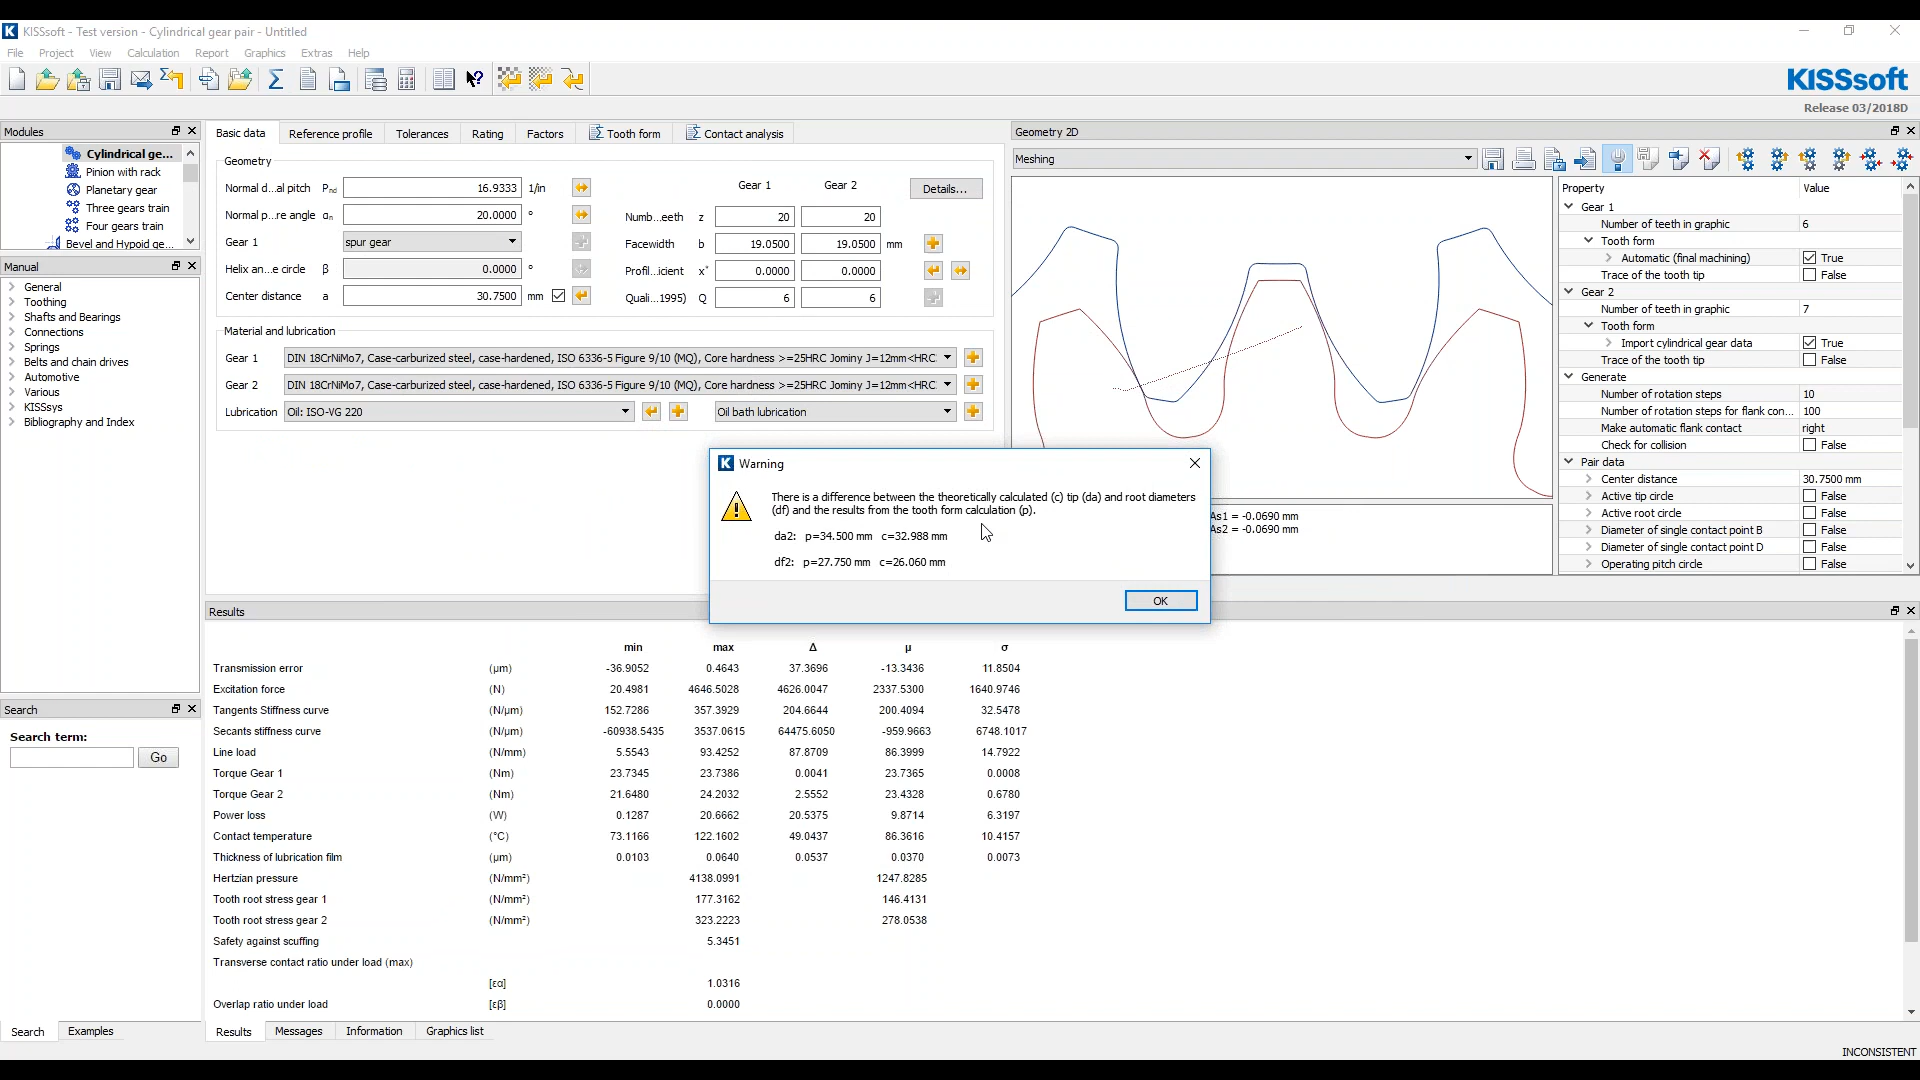 KISSsoft - Test version - Cylindrical gear pair - Untitled
File Project View Calculation Report Graphics Extras Help
KISSsoft
Release 03/2018D
Modules
Cylindrical ge...
Pinion with rack
Planetary gear
Three gears train
Four gears train
Bevel and Hypoid ge...
Manual
General
Toothing
Shafts and Bearings
Connections
Springs
Belts and chain drives
Automotive
Various
KISSsys
Bibliography and Index
Search
Search term:
Go
Search Examples
Basic data Reference profile Tolerances Rating Factors Tooth form Contact analysis
Geometry
Normal d...al pitch Pnd 16.9333 1/in
Normal p...re angle αn 20.0000 °
Gear 1 spur gear
Helix an...e circle β 0.0000 °
Center distance a 30.7500 mm
Gear 1 Gear 2 Details...
Numb...eeth z 20 20
Facewidth b 19.0500 19.0500 mm
Profil...icient x* 0.0000 0.0000
Quali...1995) Q 6 6
Material and lubrication
Gear 1 DIN 18CrNiMo7, Case-carburized steel, case-hardened, ISO 6336-5 Figure 9/10 (MQ), Core hardness >=25HRC Jominy J=12mm<HRC
Gear 2 DIN 18CrNiMo7, Case-carburized steel, case-hardened, ISO 6336-5 Figure 9/10 (MQ), Core hardness >=25HRC Jominy J=12mm<HRC
Lubrication Oil: ISO-VG 220 Oil bath lubrication
Geometry 2D
Meshing
As1 = -0.0690 mm
As2 = -0.0690 mm
Property Value
Gear 1
Number of teeth in graphic 6
Tooth form
Automatic (final machining) True
Trace of the tooth tip False
Gear 2
Number of teeth in graphic 7
Tooth form
Import cylindrical gear data True
Trace of the tooth tip False
Generate
Number of rotation steps 10
Number of rotation steps for flank con... 100
Make automatic flank contact right
Check for collision False
Pair data
Center distance 30.7500 mm
Active tip circle False
Active root circle False
Diameter of single contact point B False
Diameter of single contact point D False
Operating pitch circle False
Warning
There is a difference between the theoretically calculated (c) tip (da) and root diameters
(df) and the results from the tooth form calculation (p).
da2: p=34.500 mm c=32.988 mm
df2: p=27.750 mm c=26.060 mm
OK
Results
min max Δ μ σ
Transmission error (μm) -36.9052 0.4643 37.3696 -13.3436 11.8504
Excitation force (N) 20.4981 4646.5028 4626.0047 2337.5300 1640.9746
Tangents Stiffness curve (N/μm) 152.7286 357.3929 204.6644 200.4094 32.5478
Secants stiffness curve (N/μm) -60938.5435 3537.0615 64475.6050 -959.9663 6748.1017
Line load (N/mm) 5.5543 93.4252 87.8709 86.3999 14.7922
Torque Gear 1 (Nm) 23.7345 23.7386 0.0041 23.7365 0.0008
Torque Gear 2 (Nm) 21.6480 24.2032 2.5552 23.4328 0.6780
Power loss (W) 0.1287 20.6662 20.5375 9.8714 6.3197
Contact temperature (°C) 73.1166 122.1602 49.0437 86.3616 10.4157
Thickness of lubrication film (μm) 0.0103 0.0640 0.0537 0.0370 0.0073
Hertzian pressure (N/mm²) 4138.0991 1247.8285
Tooth root stress gear 1 (N/mm²) 177.3162 146.4131
Tooth root stress gear 2 (N/mm²) 323.2223 278.0538
Safety against scuffing 5.3451
Transverse contact ratio under load (max)
[εα] 1.0316
Overlap ratio under load [εβ] 0.0000
Results Messages Information Graphics list
INCONSISTENT